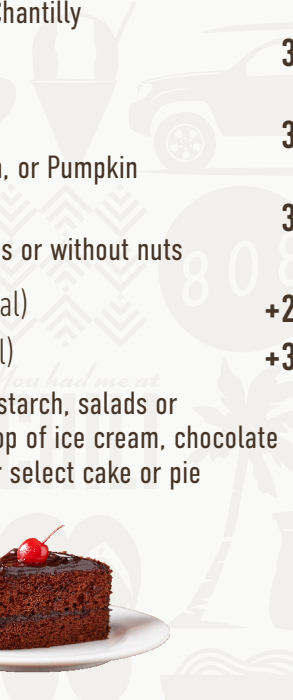 Chantilly
3
3
, or Pumpkin
3
s or without nuts
808
al)
+2
l)
+3
You had me at
starch, salads or
CHILI
op of ice cream, chocolate
r select cake or pie